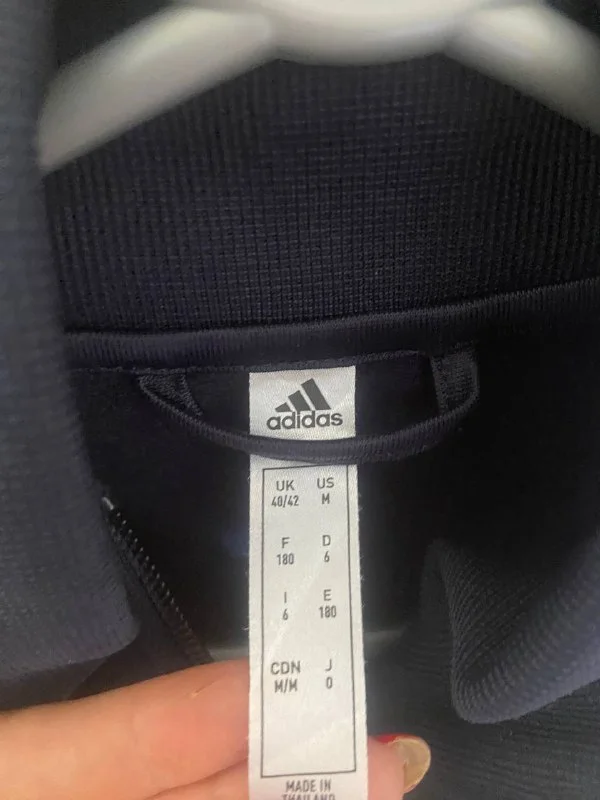 adidas
UK US
40/42 M
F D
180 6
I E
6 180
CDN J
M/M O
MADE IN
THAILAND